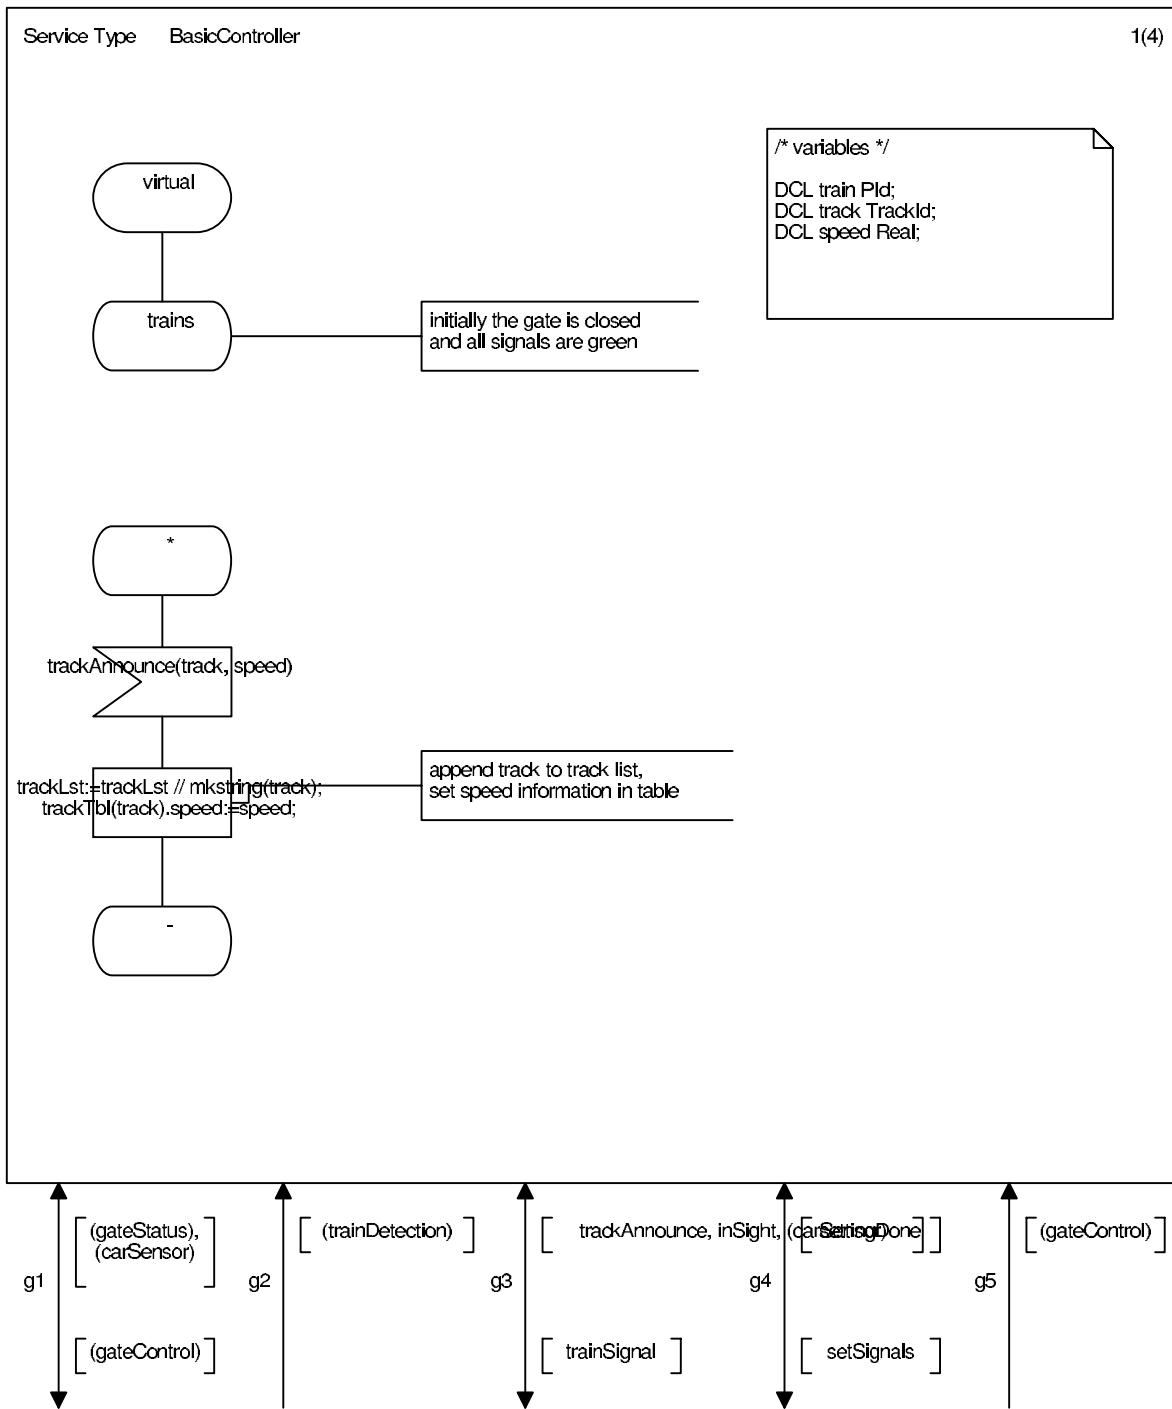 Service Type BasicController 1(4)
/* variables */
DCL train PId;
DCL track TrackId;
DCL speed Real;
virtual
trains
initially the gate is closed
and all signals are green
*
trackAnnounce(track, speed)
trackLst:=trackLst // mkstring(track);
trackTbl(track).speed:=speed;
append track to track list,
set speed information in table
-
g1
(gateStatus),
(carSensor)
(gateControl)
g2
(trainDetection)
g3
trackAnnounce, inSight, (carSensor)
trainSignal
g4
SettingDone
setSignals
g5
(gateControl)